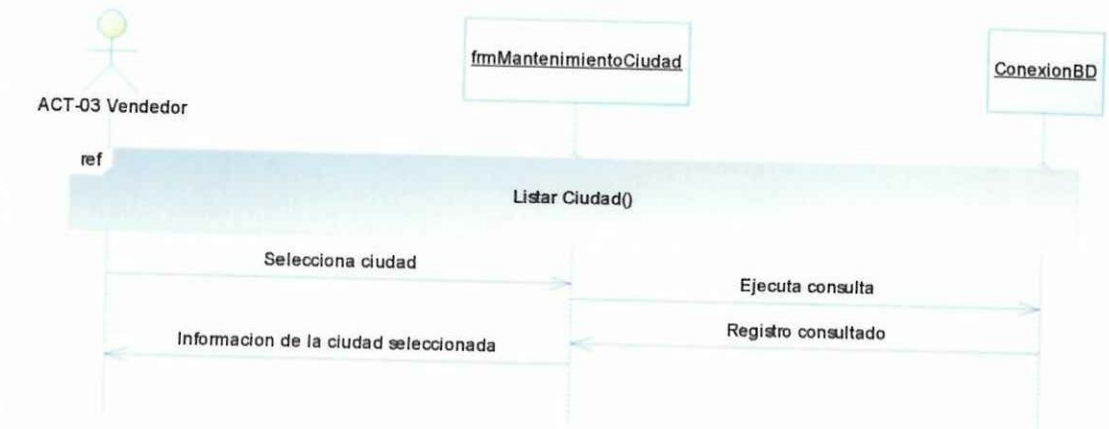 frmMantenimientoCiudad
ConexionBD
ACT-03 Vendedor
ref
Listar Ciudad()
Selecciona ciudad
Ejecuta consulta
Registro consultado
Informacion de la ciudad seleccionada